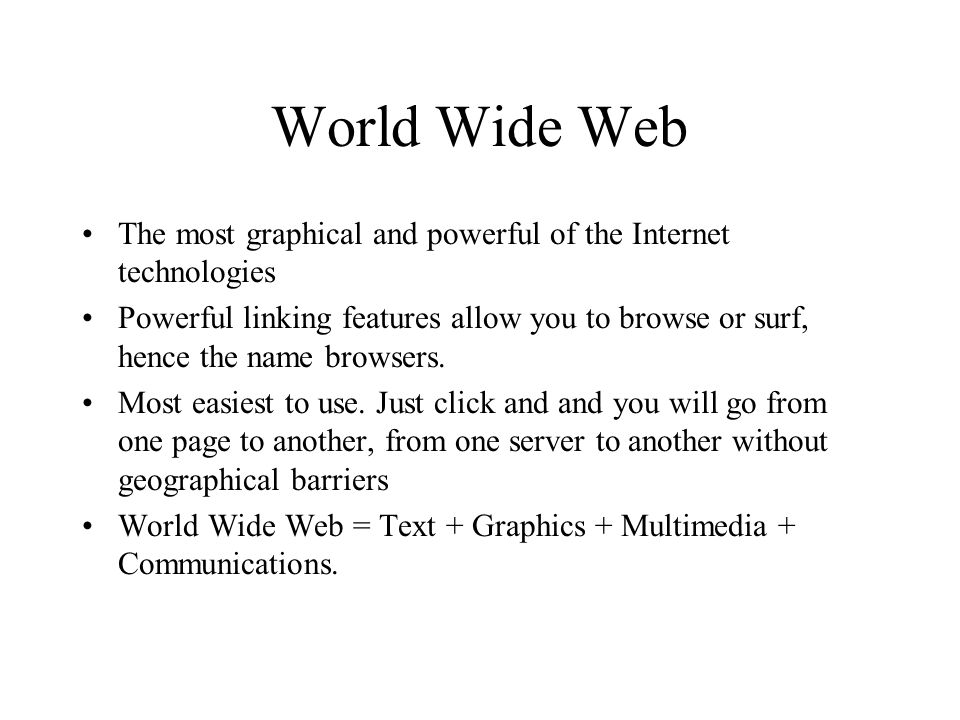 World Wide Web
• The most graphical and powerful of the Internet
technologies
• Powerful linking features allow you to browse or surf,
hence the name browsers.
• Most easiest to use. Just click and and you will go from
one page to another, from one server to another without
geographical barriers
• World Wide Web = Text + Graphics + Multimedia +
Communications.